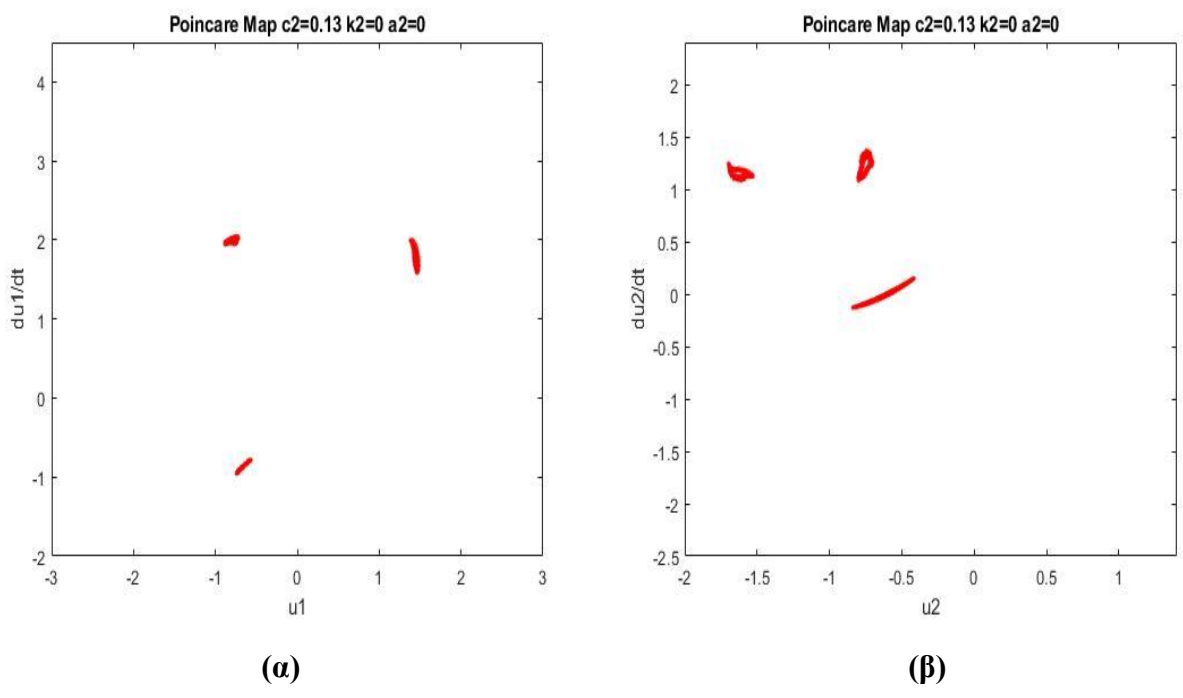 Poincare Map c2=0.13 k2=0 a2=0
4
3
2
1
0
-1
-2
du1/dt
-3 -2 -1 0 1 2 3
u1
(α)
Poincare Map c2=0.13 k2=0 a2=0
2
1.5
1
0.5
0
-0.5
-1
-1.5
-2
-2.5
du2/dt
-2 -1.5 -1 -0.5 0 0.5 1
u2
(β)